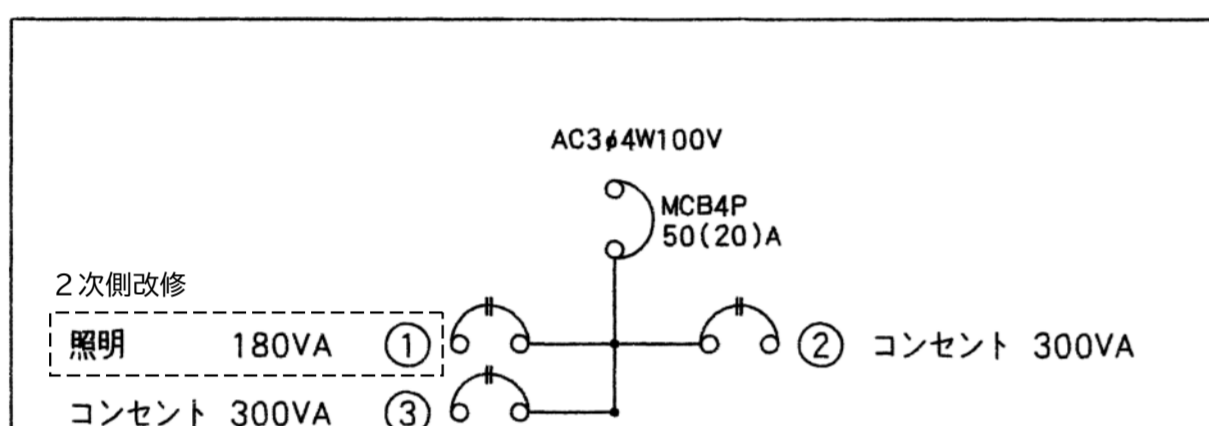 AC3φ4W100V
MCB4P
50(20)A
2次側改修
照明 180VA ① ② コンセント 300VA
コンセント 300VA ③